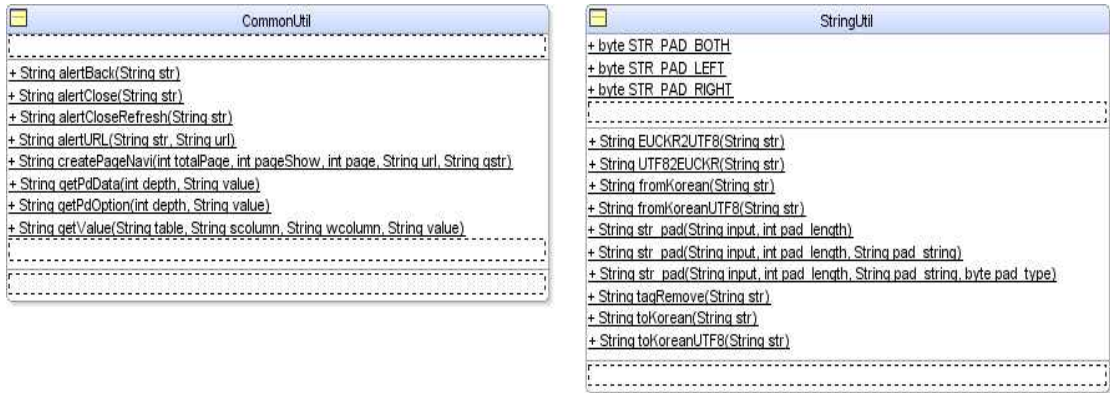 CommonUtil
+ String alertBack(String str)
+ String alertClose(String str)
+ String alertCloseRefresh(String str)
+ String alertURL(String str, String url)
+ String createPageNavi(int totalPage, int pageShow, int page, String url, String qstr)
+ String getPdData(int depth, String value)
+ String getPdOption(int depth, String value)
+ String getValue(String table, String scolumn, String wcolumn, String value)
StringUtil
+ byte STR_PAD_BOTH
+ byte STR_PAD_LEFT
+ byte STR_PAD_RIGHT
+ String EUCKR2UTF8(String str)
+ String UTF82EUCKR(String str)
+ String fromKorean(String str)
+ String fromKoreanUTF8(String str)
+ String str_pad(String input, int pad_length)
+ String str_pad(String input, int pad_length, String pad_string)
+ String str_pad(String input, int pad_length, String pad_string, byte pad_type)
+ String tagRemove(String str)
+ String toKorean(String str)
+ String toKoreanUTF8(String str)